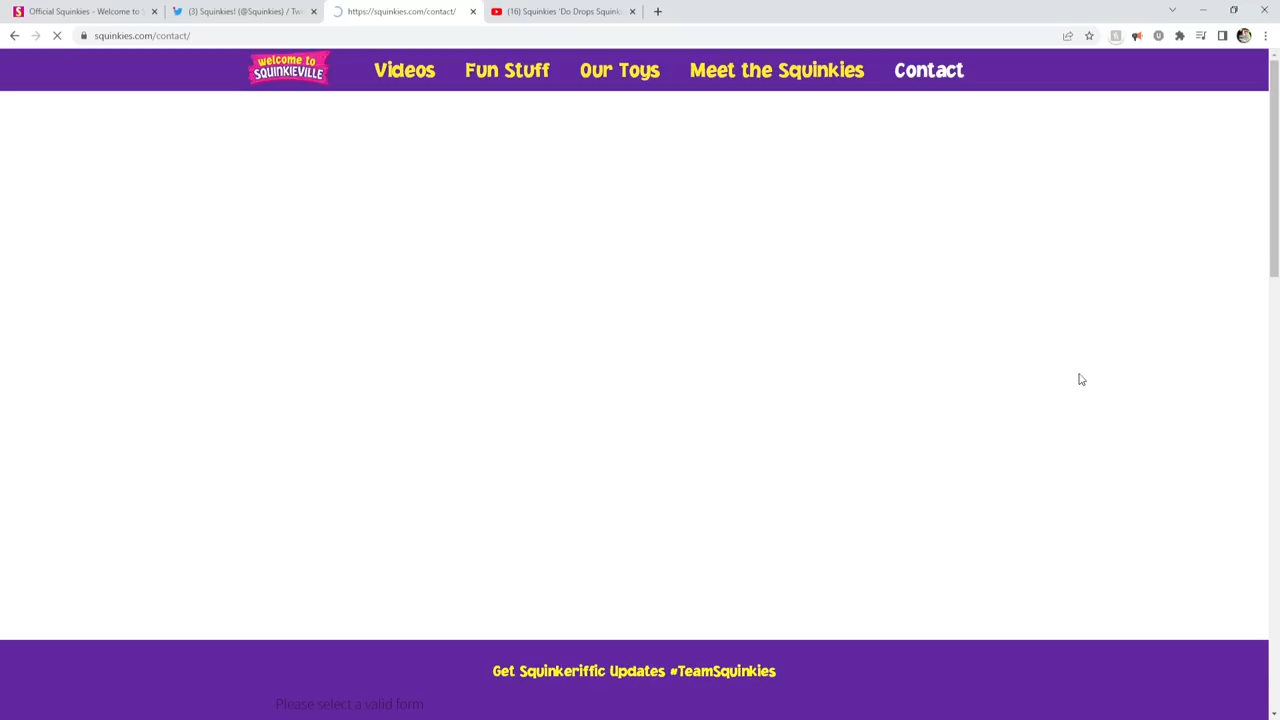 Official Squinkies - Welcome to S
(3) Squinkies! (@Squinkies) / Tw
https://squinkies.com/contact/
(16) Squinkies 'Do Drops Squink
squinkies.com/contact/
welcome to
SQUINKIEVILLE
Videos
Fun Stuff
Our Toys
Meet the Squinkies
Contact
Get Squinkeriffic Updates #TeamSquinkies
Please select a valid form